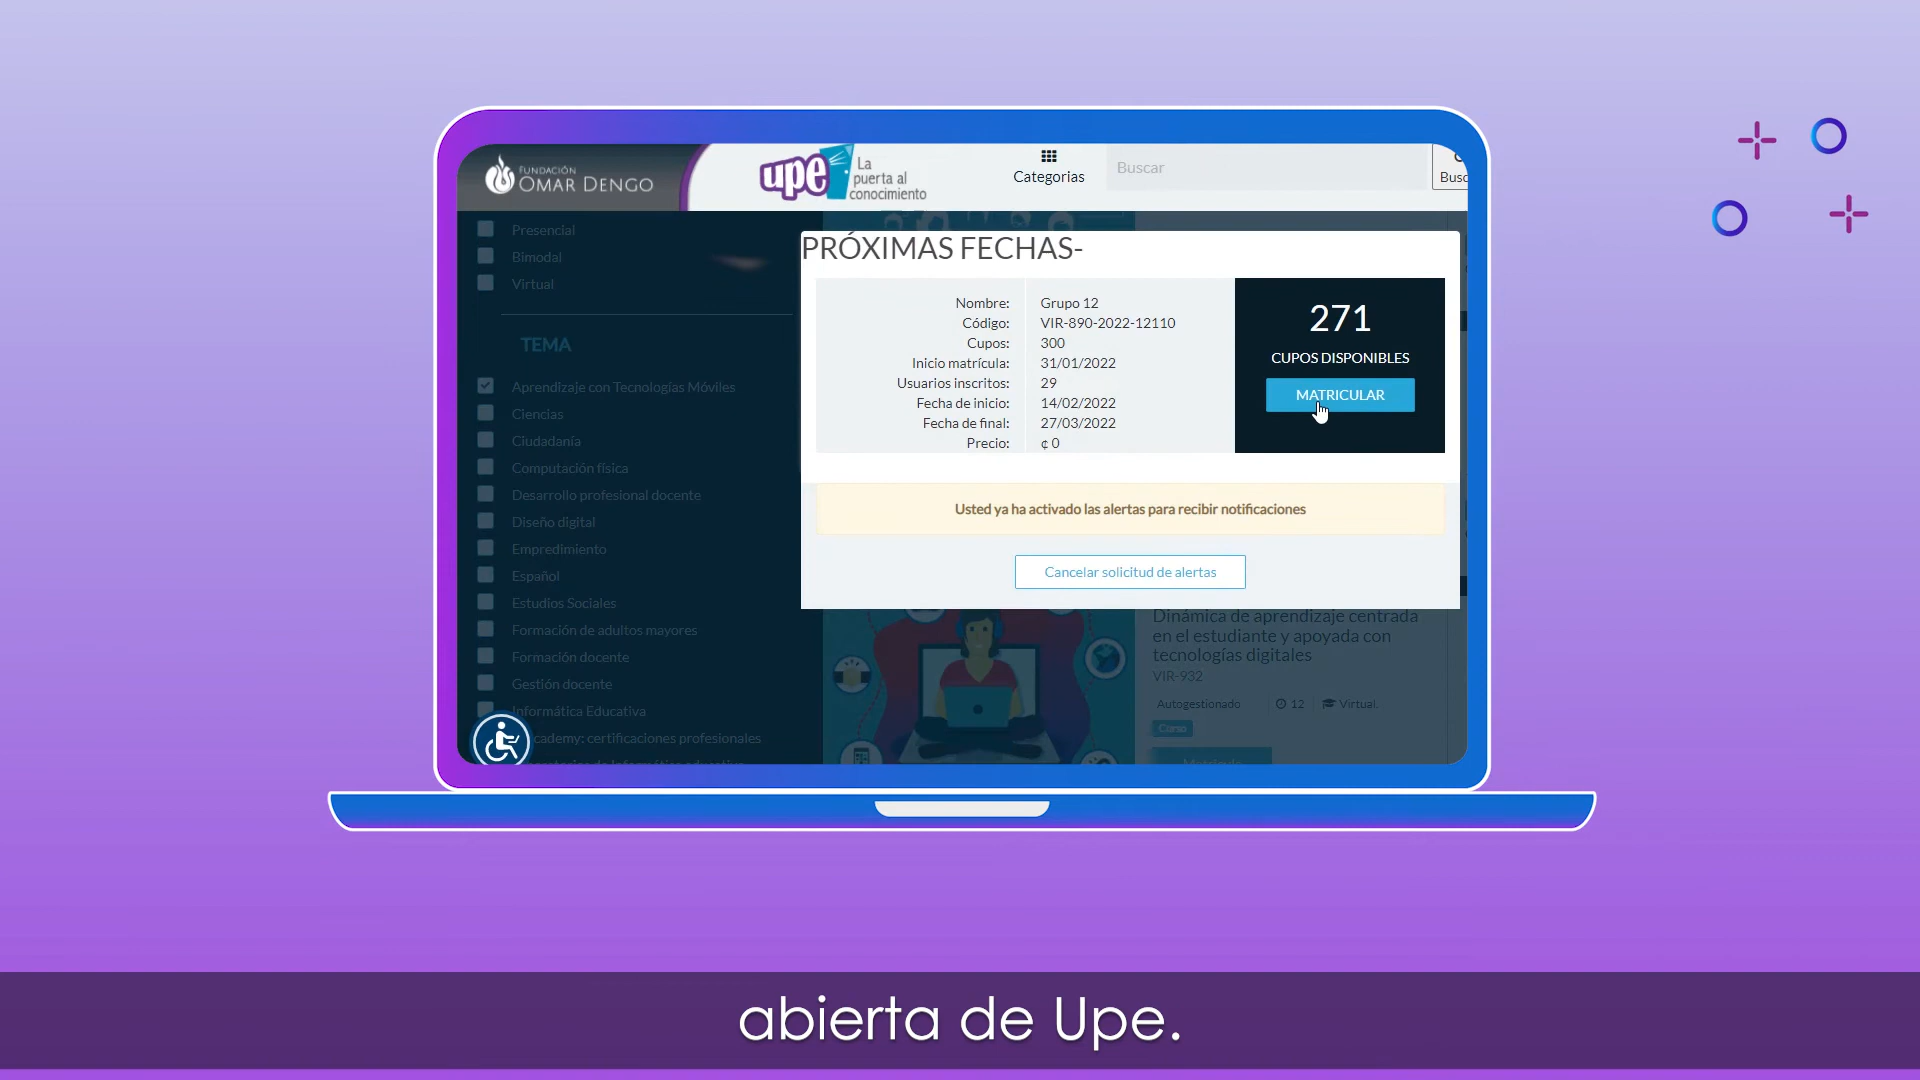 FUNDACIÓN
OMAR DENGO
upe
La
puerta al
conocimiento
Categorias
Buscar
Busc
Presencial
Bimodal
Virtual
TEMA
Aprendizaje con Tecnologías Móviles
Ciencias
Ciudadanía
Computación física
Desarrollo profesional docente
Diseño digital
Empredimiento
Español
Estudios Sociales
Formación de adultos mayores
Formación docente
Gestión docente
Informática Educativa
cademy: certificaciones profesionales
PRÓXIMAS FECHAS-
Nombre: Grupo 12
Código: VIR-890-2022-12110
Cupos: 300
Inicio matrícula: 31/01/2022
Usuarios inscritos: 29
Fecha de inicio: 14/02/2022
Fecha de final: 27/03/2022
Precio: ¢ 0
271
CUPOS DISPONIBLES
MATRICULAR
Usted ya ha activado las alertas para recibir notificaciones
Cancelar solicitud de alertas
Dinámica de aprendizaje centrada
en el estudiante y apoyada con
tecnologías digitales
VIR-932
Autogestionado 12 Virtual.
Curso
abierta de Upe.